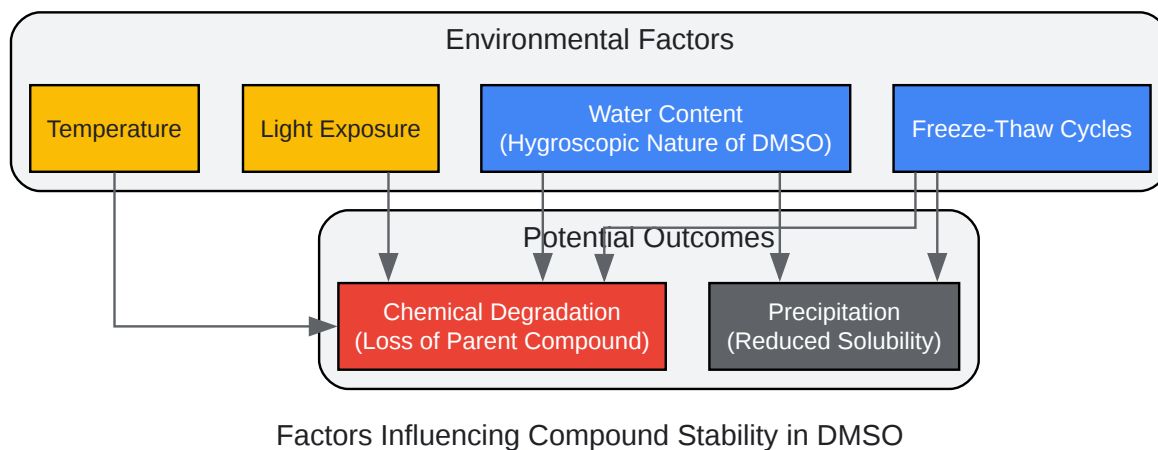 Environmental Factors
Temperature
Light Exposure
Water Content
(Hygroscopic Nature of DMSO)
Freeze-Thaw Cycles
Potential Outcomes
Chemical Degradation
(Loss of Parent Compound)
Precipitation
(Reduced Solubility)
Factors Influencing Compound Stability in DMSO